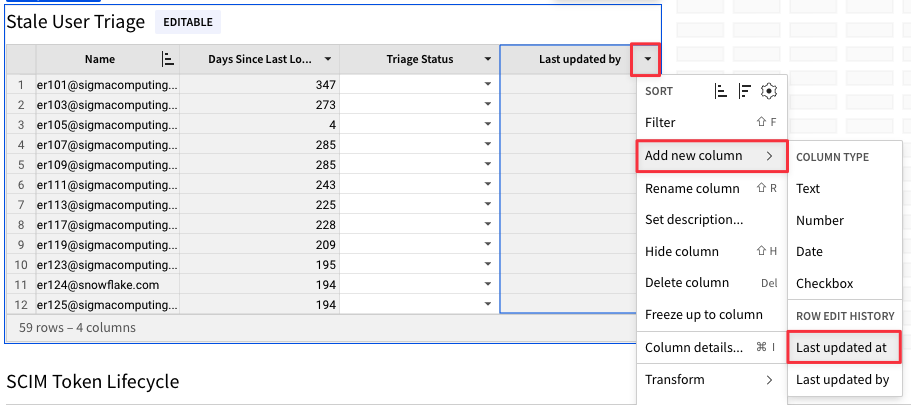 Stale User Triage EDITABLE
Name Days Since Last Lo... Triage Status Last updated by
1 er101@sigmacomputing... 347
2 er103@sigmacomputing... 273
3 er105@sigmacomputing... 4
4 er107@sigmacomputing... 285
5 er109@sigmacomputing... 285
6 er111@sigmacomputing... 243
7 er113@sigmacomputing... 225
8 er117@sigmacomputing... 228
9 er119@sigmacomputing... 209
10 er123@sigmacomputing... 195
11 er124@snowflake.com 194
12 er125@sigmacomputing... 194
59 rows – 4 columns
SCIM Token Lifecycle
SORT
Filter ⇧ F
Add new column >
Rename column ⇧ R
Set description...
Hide column ⇧ H
Delete column Del
Freeze up to column
Column details... ⌘ I
Transform >
COLUMN TYPE
Text
Number
Date
Checkbox
ROW EDIT HISTORY
Last updated at
Last updated by